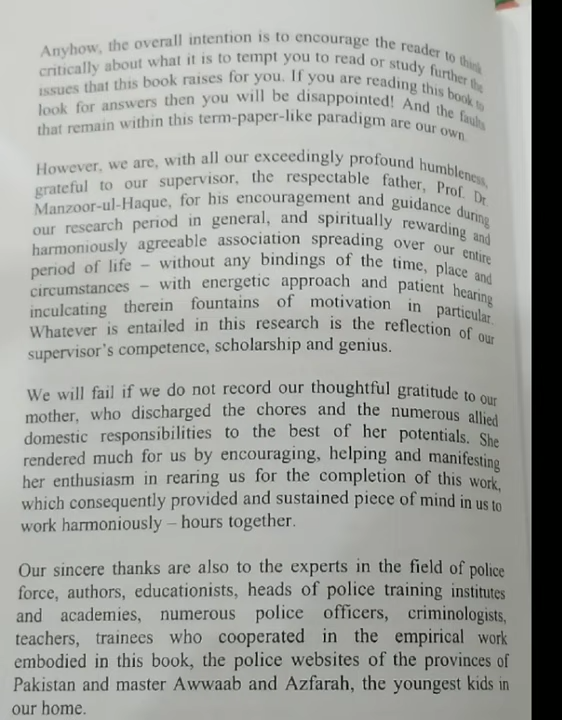 Anyhow, the overall intention is to encourage the reader to think
critically about what it is to tempt you to read or study further the
issues that this book raises for you. If you are reading this book to
look for answers then you will be disappointed! And the faults
that remain within this term-paper-like paradigm are our own.
However, we are, with all our exceedingly profound humbleness,
grateful to our supervisor, the respectable father, Prof. Dr.
Manzoor-ul-Haque, for his encouragement and guidance during
our research period in general, and spiritually rewarding and
harmoniously agreeable association spreading over our entire
period of life – without any bindings of the time, place and
circumstances – with energetic approach and patient hearing
inculcating therein fountains of motivation in particular.
Whatever is entailed in this research is the reflection of our
supervisor's competence, scholarship and genius.
We will fail if we do not record our thoughtful gratitude to our
mother, who discharged the chores and the numerous allied
domestic responsibilities to the best of her potentials. She
rendered much for us by encouraging, helping and manifesting
her enthusiasm in rearing us for the completion of this work,
which consequently provided and sustained piece of mind in us to
work harmoniously – hours together.
Our sincere thanks are also to the experts in the field of police
force, authors, educationists, heads of police training institutes
and academies, numerous police officers, criminologists,
teachers, trainees who cooperated in the empirical work
embodied in this book, the police websites of the provinces of
Pakistan and master Awwaab and Azfarah, the youngest kids in
our home.